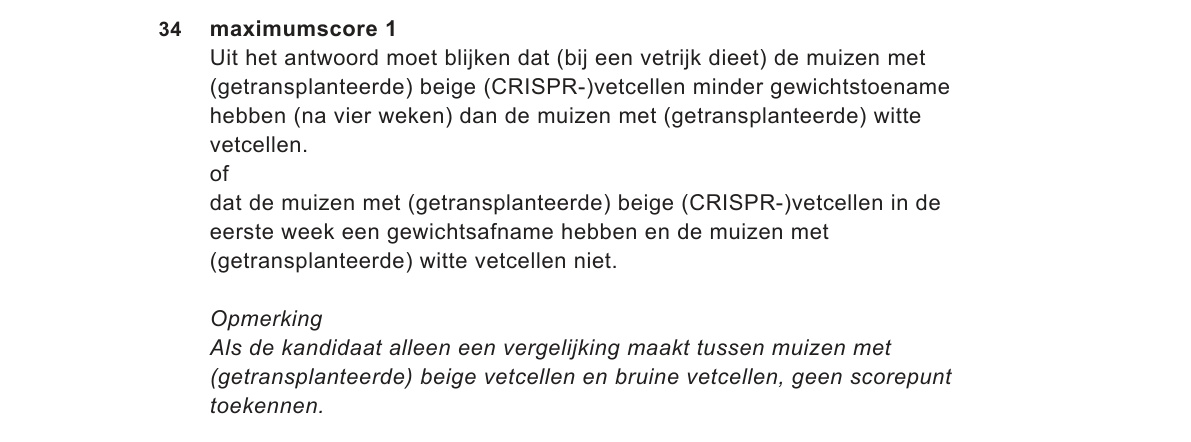 34 maximumscore 1
Uit het antwoord moet blijken dat (bij een vetrijk dieet) de muizen met
(getransplanteerde) beige (CRISPR-)vetcellen minder gewichtstoename
hebben (na vier weken) dan de muizen met (getransplanteerde) witte
vetcellen.
of
dat de muizen met (getransplanteerde) beige (CRISPR-)vetcellen in de
eerste week een gewichtsafname hebben en de muizen met
(getransplanteerde) witte vetcellen niet.
Opmerking
Als de kandidaat alleen een vergelijking maakt tussen muizen met
(getransplanteerde) beige vetcellen en bruine vetcellen, geen scorepunt
toekennen.